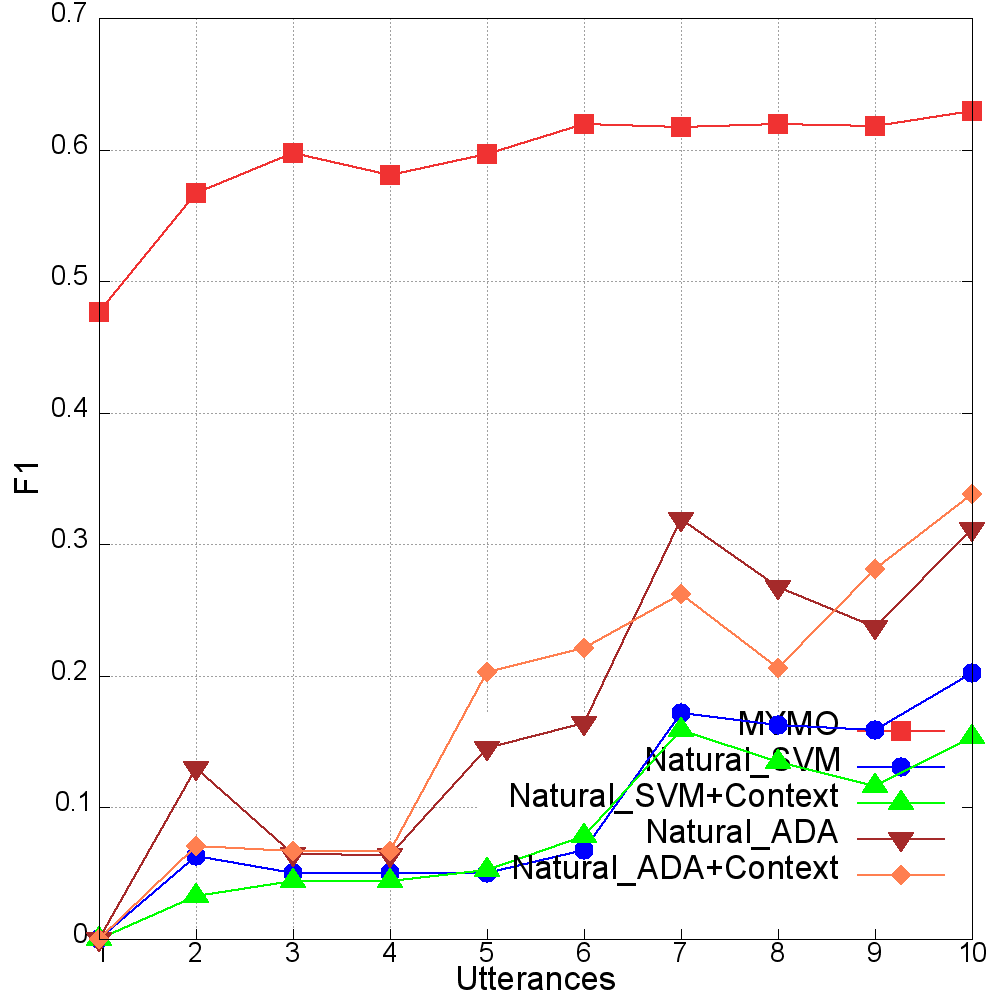 0.7
0.6
0.5
0.4
0.3
0.2
0.1
0
F1
MYMO
Natural_SVM
Natural_SVM+Context
Natural_ADA
Natural_ADA+Context
1 2 3 4 5 6 7 8 9 10
Utterances